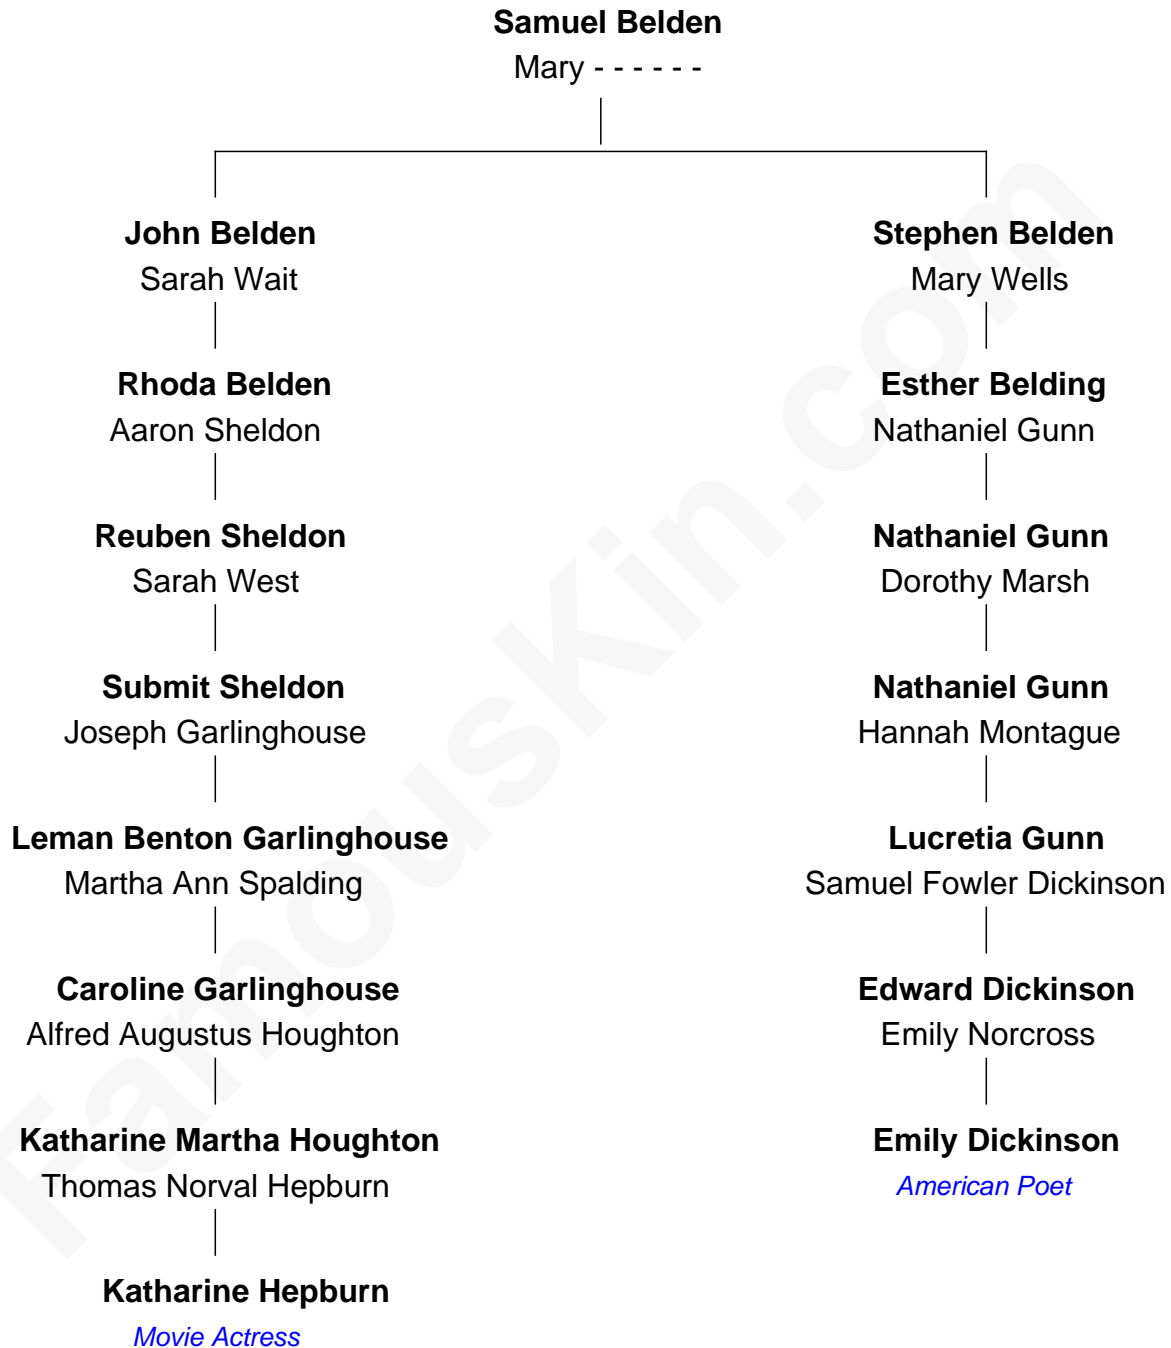 Samuel Belden
Mary - - - - - -
John Belden
Sarah Wait
Stephen Belden
Mary Wells
Rhoda Belden
Aaron Sheldon
Esther Belding
Nathaniel Gunn
Reuben Sheldon
Sarah West
Nathaniel Gunn
Dorothy Marsh
Submit Sheldon
Joseph Garlinghouse
Nathaniel Gunn
Hannah Montague
Leman Benton Garlinghouse
Martha Ann Spalding
Lucretia Gunn
Samuel Fowler Dickinson
Caroline Garlinghouse
Alfred Augustus Houghton
Edward Dickinson
Emily Norcross
Katharine Martha Houghton
Thomas Norval Hepburn
Emily Dickinson
American Poet
Katharine Hepburn
Movie Actress
FamousKin.com